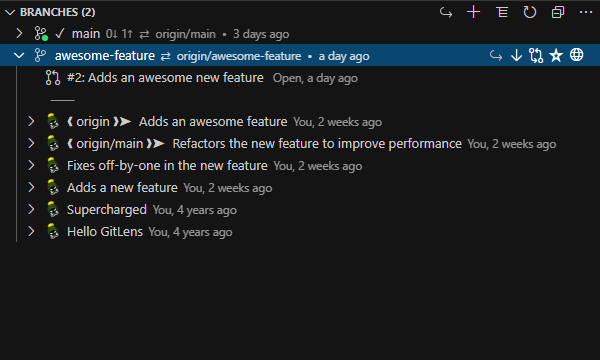 BRANCHES (2)
✓ main 0↓ 1↑ ⇄ origin/main • 3 days ago
awesome-feature ⇄ origin/awesome-feature • a day ago
#2: Adds an awesome new feature Open, a day ago
❰ origin ❱➤ Adds an awesome feature You, 2 weeks ago
❰ origin/main ❱➤ Refactors the new feature to improve performance You, 2 weeks ago
Fixes off-by-one in the new feature You, 2 weeks ago
Adds a new feature You, 2 weeks ago
Supercharged You, 4 years ago
Hello GitLens You, 4 years ago